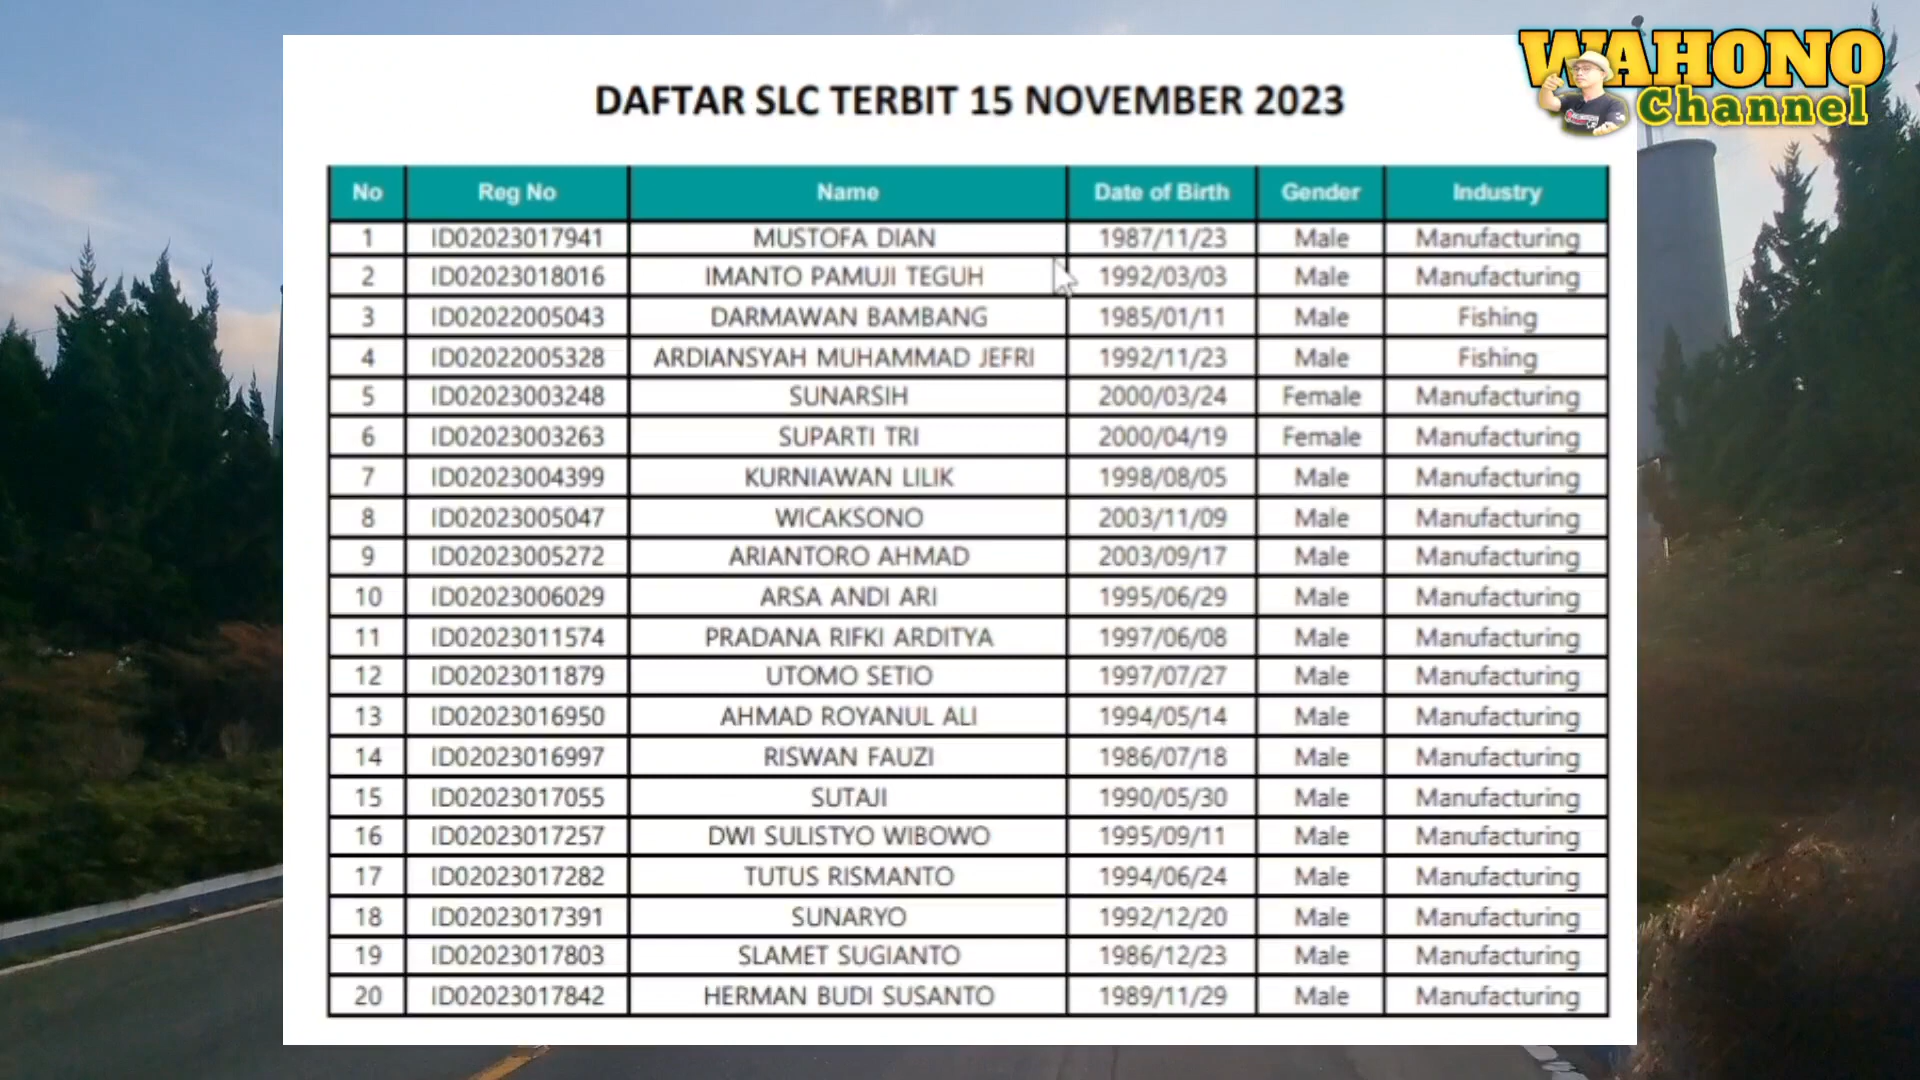 WAHONO
Channel
DAFTAR SLC TERBIT 15 NOVEMBER 2023
No Reg No Name Date of Birth Gender Industry
1 ID02023017941 MUSTOFA DIAN 1987/11/23 Male Manufacturing
2 ID02023018016 IMANTO PAMUJI TEGUH 1992/03/03 Male Manufacturing
3 ID02022005043 DARMAWAN BAMBANG 1985/01/11 Male Fishing
4 ID02022005328 ARDIANSYAH MUHAMMAD JEFRI 1992/11/23 Male Fishing
5 ID02023003248 SUNARSIH 2000/03/24 Female Manufacturing
6 ID02023003263 SUPARTI TRI 2000/04/19 Female Manufacturing
7 ID02023004399 KURNIAWAN LILIK 1998/08/05 Male Manufacturing
8 ID02023005047 WICAKSONO 2003/11/09 Male Manufacturing
9 ID02023005272 ARIANTORO AHMAD 2003/09/17 Male Manufacturing
10 ID02023006029 ARSA ANDI ARI 1995/06/29 Male Manufacturing
11 ID02023011574 PRADANA RIFKI ARDITYA 1997/06/08 Male Manufacturing
12 ID02023011879 UTOMO SETIO 1997/07/27 Male Manufacturing
13 ID02023016950 AHMAD ROYANUL ALI 1994/05/14 Male Manufacturing
14 ID02023016997 RISWAN FAUZI 1986/07/18 Male Manufacturing
15 ID02023017055 SUTAJI 1990/05/30 Male Manufacturing
16 ID02023017257 DWI SULISTYO WIBOWO 1995/09/11 Male Manufacturing
17 ID02023017282 TUTUS RISMANTO 1994/06/24 Male Manufacturing
18 ID02023017391 SUNARYO 1992/12/20 Male Manufacturing
19 ID02023017803 SLAMET SUGIANTO 1986/12/23 Male Manufacturing
20 ID02023017842 HERMAN BUDI SUSANTO 1989/11/29 Male Manufacturing